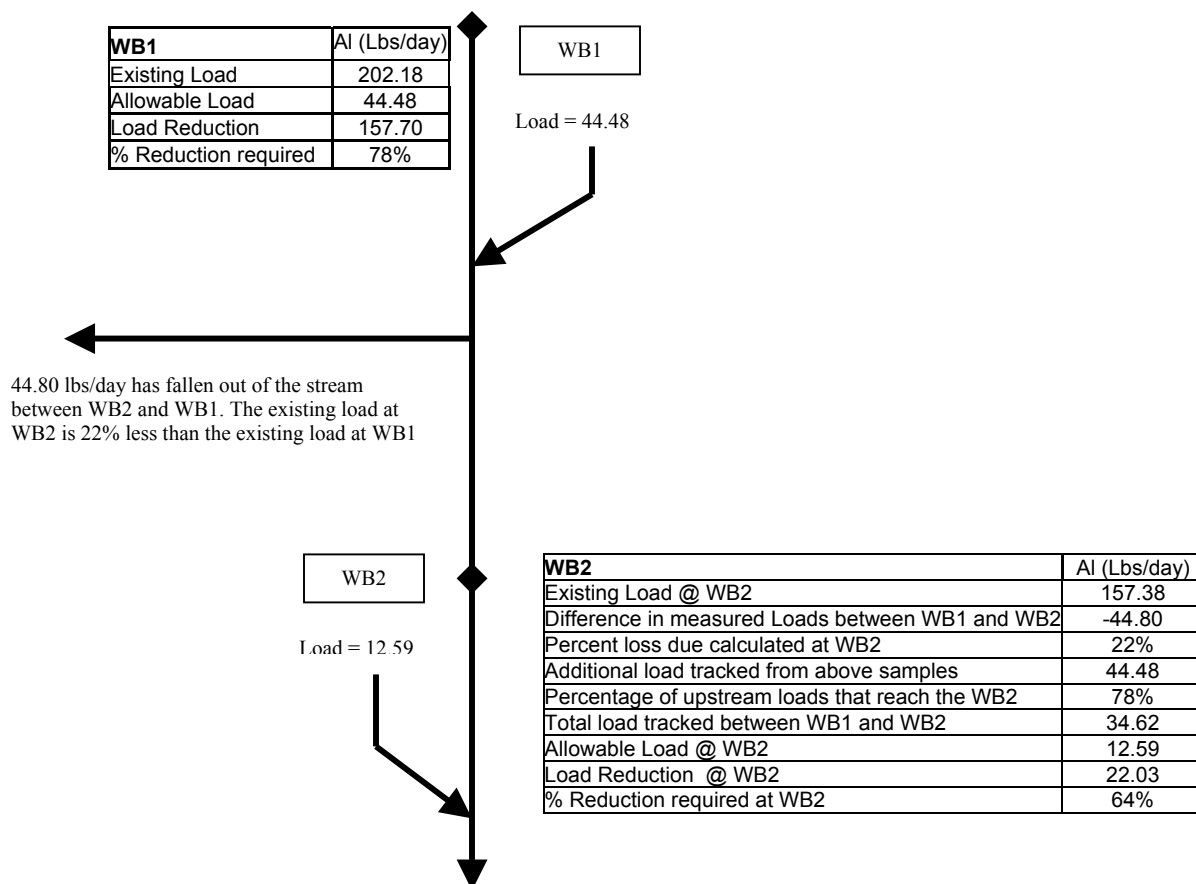 WB1 Al (Lbs/day)
Existing Load 202.18
Allowable Load 44.48
Load Reduction 157.70
% Reduction required 78%
WB1
Load = 44.48
44.80 lbs/day has fallen out of the stream
between WB2 and WB1. The existing load at
WB2 is 22% less than the existing load at WB1
WB2
Load = 12.59
WB2 Al (Lbs/day)
Existing Load @ WB2 157.38
Difference in measured Loads between WB1 and WB2 -44.80
Percent loss due calculated at WB2 22%
Additional load tracked from above samples 44.48
Percentage of upstream loads that reach the WB2 78%
Total load tracked between WB1 and WB2 34.62
Allowable Load @ WB2 12.59
Load Reduction @ WB2 22.03
% Reduction required at WB2 64%